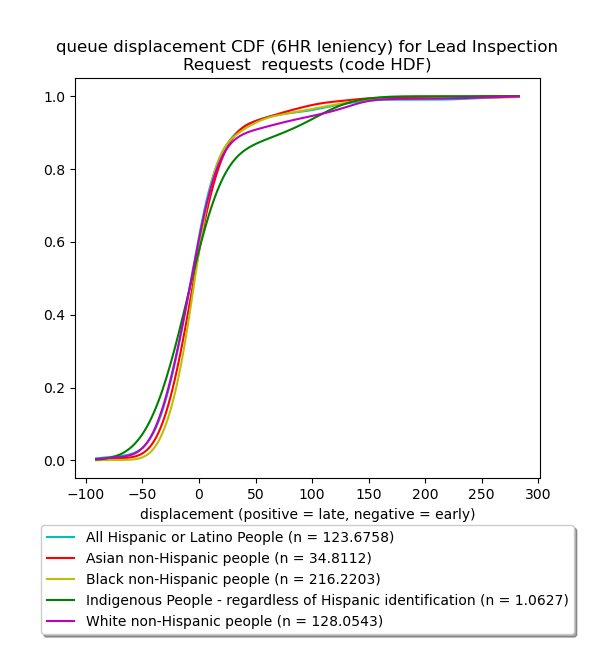 queue displacement CDF (6HR leniency) for Lead Inspection
Request  requests (code HDF)
1.0
0.8
0.6
0.4
0.2
0.0
−100
−50
0
50
100
150
200
250
300
displacement (positive = late, negative = early)
All Hispanic or Latino People (n = 123.6758)
Asian non-Hispanic people (n = 34.8112)
Black non-Hispanic people (n = 216.2203)
Indigenous People - regardless of Hispanic identification (n = 1.0627)
White non-Hispanic people (n = 128.0543)